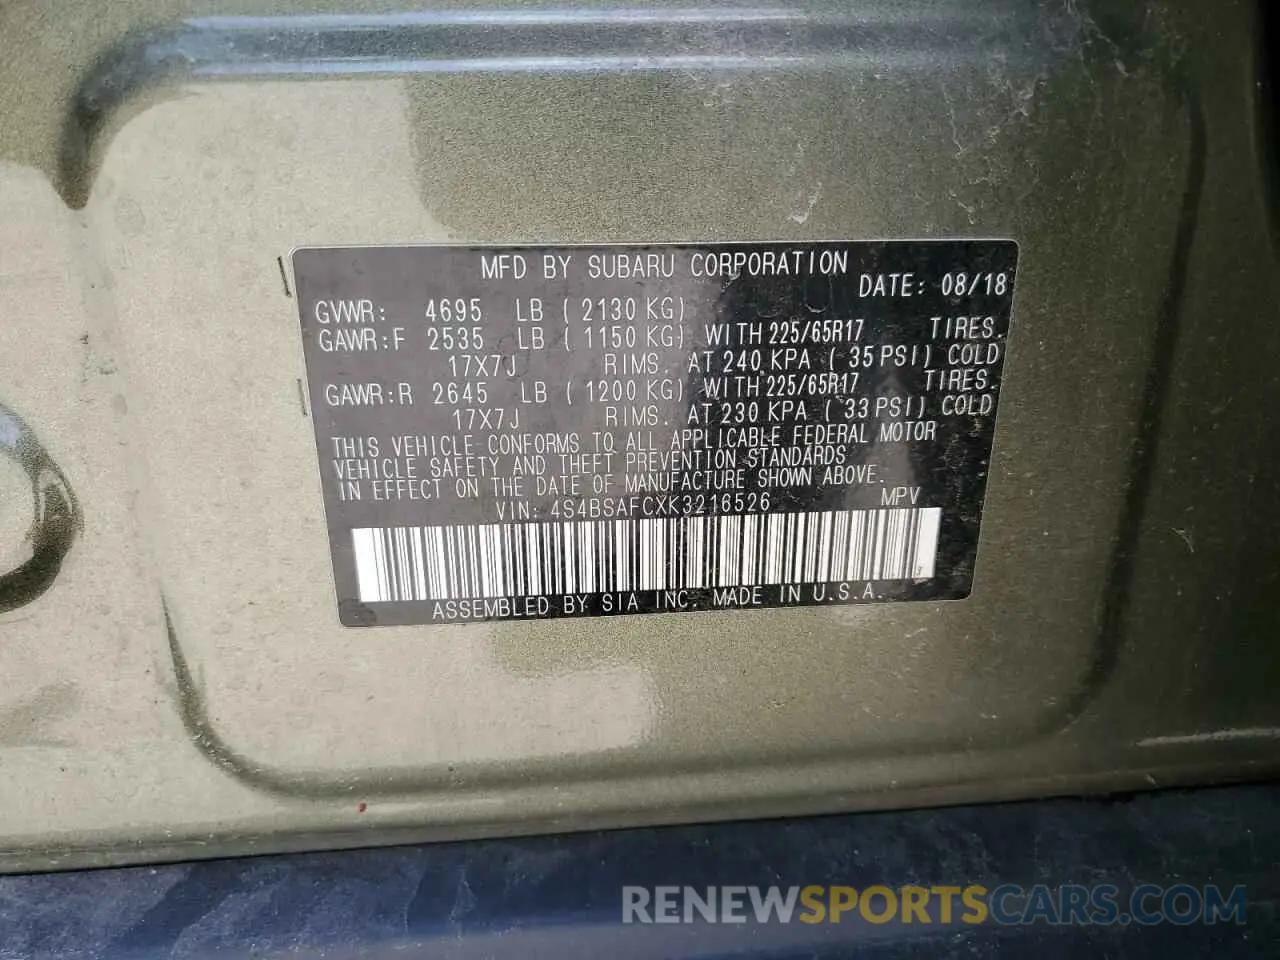 MFD BY SUBARU CORPORATION
DATE: 08/18
GVWR: 4695 LB ( 2130 KG)
GAWR:F 2535 LB ( 1150 KG) WITH 225/65R17 TIRES.
17X7J RIMS. AT 240 KPA ( 35 PSI) COLD
GAWR:R 2645 LB ( 1200 KG) WITH 225/65R17 TIRES.
17X7J RIMS. AT 230 KPA ( 33 PSI) COLD
THIS VEHICLE CONFORMS TO ALL APPLICABLE FEDERAL MOTOR
VEHICLE SAFETY AND THEFT PREVENTION STANDARDS
IN EFFECT ON THE DATE OF MANUFACTURE SHOWN ABOVE.
VIN: 4S4BSAFCXK3216526 MPV
ASSEMBLED BY SIA INC. MADE IN U.S.A.
RENEWSPORTSCARS.COM